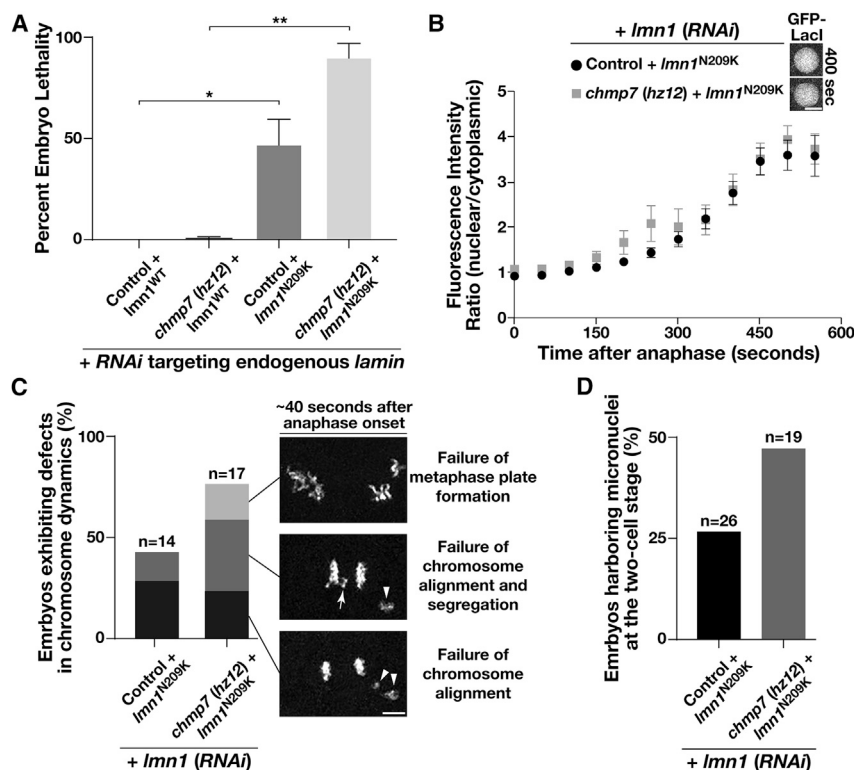 A
Percent Embryo Lethality
100
50
0
*
**
Control +
lmn1WT
chmp7 (hz12) +
lmn1WT
Control +
lmn1N209K
chmp7 (hz12) +
lmn1N209K
+ RNAi targeting endogenous lamin
B
+ lmn1 (RNAi)
Control + lmn1N209K
chmp7 (hz12) + lmn1N209K
GFP-
LacI
400 sec
Fluorescence Intensity
Ratio (nuclear/cytoplasmic)
5
4
3
2
1
0
0 150 300 450 600
Time after anaphase (seconds)
C
Emrbyos exhibiting defects
in chromosome dynamics (%)
100
50
0
n=14
n=17
Control +
lmn1N209K
chmp7 (hz12) +
lmn1N209K
+ lmn1 (RNAi)
~40 seconds after
anaphase onset
Failure of
metaphase plate
formation
Failure of
chromosome
alignment and
segregation
Failure of
chromosome
alignment
D
Emrbyos harboring micronuclei
at the two-cell stage (%)
50
25
0
n=26
n=19
Control +
lmn1N209K
chmp7 (hz12) +
lmn1N209K
+ lmn1 (RNAi)